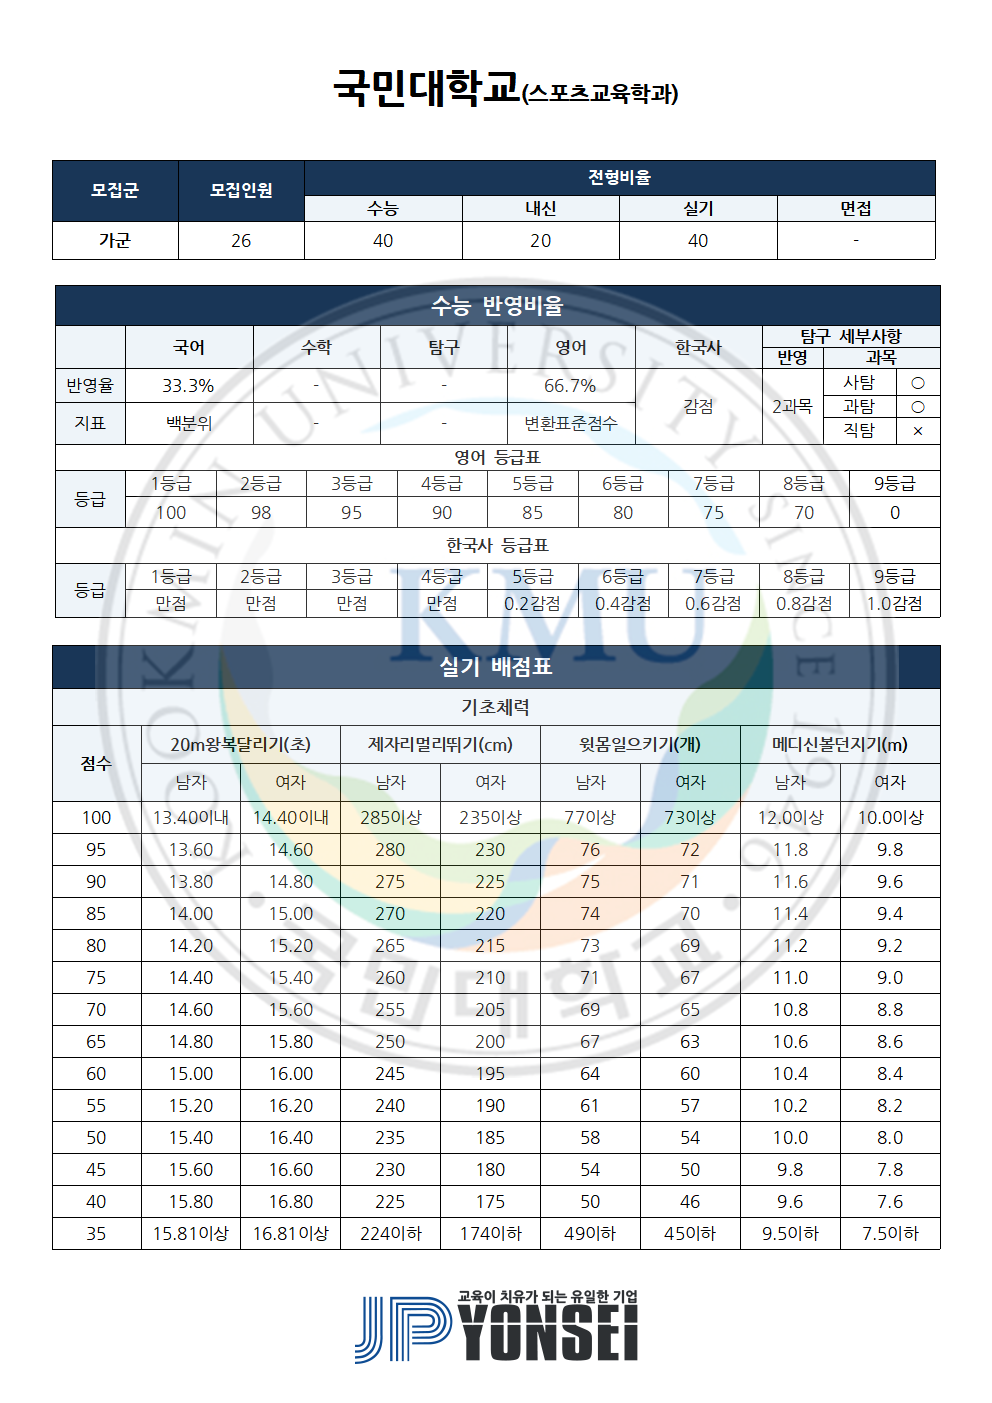 국민대학교(스포츠교육학과)
모집군 모집인원 전형비율
수능 내신 실기 면접
가군 26 40 20 40 -
수능 반영비율
국어 수학 탐구 영어 한국사 탐구 세부사항
반영 과목
반영율 33.3% - - 66.7% 감점 2과목 사탐 ○
과탐 ○
지표 백분위 - - 변환표준점수 직탐 ×
영어 등급표
등급 1등급 2등급 3등급 4등급 5등급 6등급 7등급 8등급 9등급
100 98 95 90 85 80 75 70 0
한국사 등급표
등급 1등급 2등급 3등급 4등급 5등급 6등급 7등급 8등급 9등급
만점 만점 만점 만점 0.2감점 0.4감점 0.6감점 0.8감점 1.0감점
실기 배점표
기초체력
점수 20m왕복달리기(초) 제자리멀리뛰기(cm) 윗몸일으키기(개) 메디신볼던지기(m)
남자 여자 남자 여자 남자 여자 남자 여자
100 13.40이내 14.40이내 285이상 235이상 77이상 73이상 12.0이상 10.0이상
95 13.60 14.60 280 230 76 72 11.8 9.8
90 13.80 14.80 275 225 75 71 11.6 9.6
85 14.00 15.00 270 220 74 70 11.4 9.4
80 14.20 15.20 265 215 73 69 11.2 9.2
75 14.40 15.40 260 210 71 67 11.0 9.0
70 14.60 15.60 255 205 69 65 10.8 8.8
65 14.80 15.80 250 200 67 63 10.6 8.6
60 15.00 16.00 245 195 64 60 10.4 8.4
55 15.20 16.20 240 190 61 57 10.2 8.2
50 15.40 16.40 235 185 58 54 10.0 8.0
45 15.60 16.60 230 180 54 50 9.8 7.8
40 15.80 16.80 225 175 50 46 9.6 7.6
35 15.81이상 16.81이상 224이하 174이하 49이하 45이하 9.5이하 7.5이하
KOOKMIN UNIVERSITY SINCE 1946
KMU
국민대학교
교육이 치유가 되는 유일한 기업
JP YONSEI